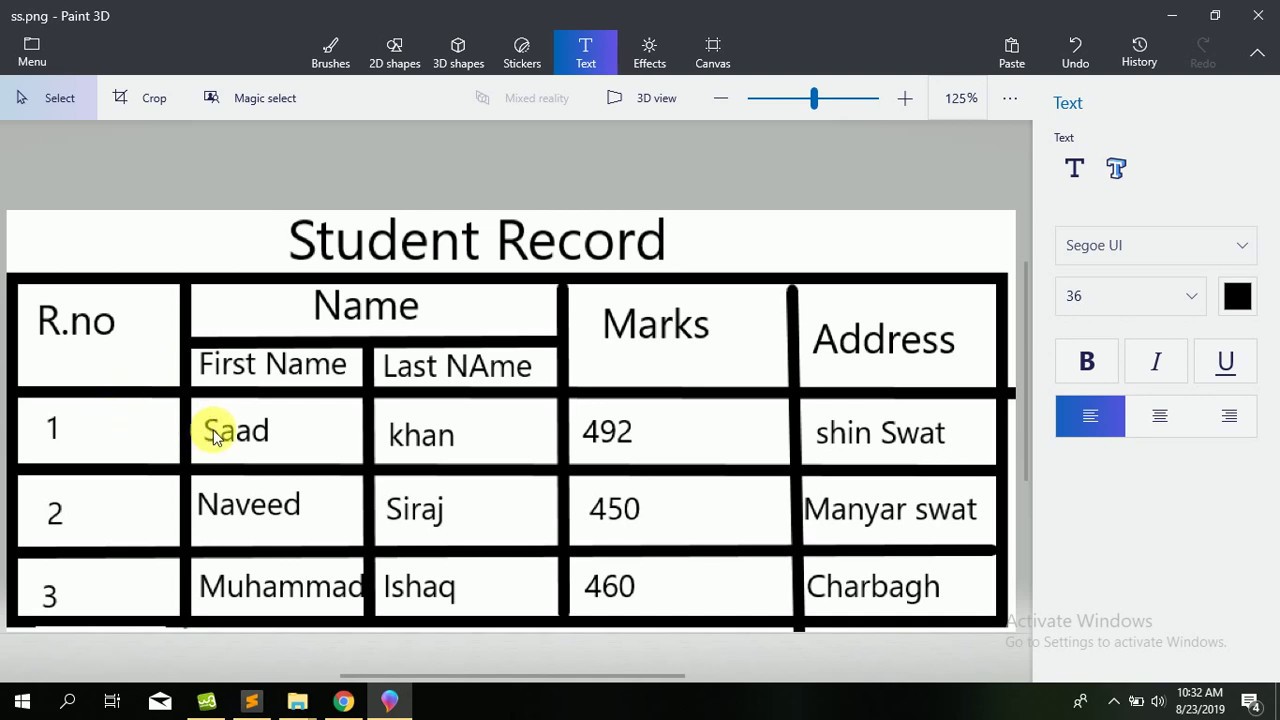 ss.png - Paint 3D
Menu
Brushes 2D shapes 3D shapes Stickers Text Effects Canvas Paste Undo History Redo
Select Crop Magic select Mixed reality 3D view 125%
Text
Text
Segoe UI
36
B I U
Student Record
R.no Name Marks Address
First Name Last NAme
1 Saad khan 492 shin Swat
2 Naveed Siraj 450 Manyar swat
3 Muhammad Ishaq 460 Charbagh
Activate Windows
Go to Settings to activate Windows.
10:32 AM
8/23/2019
4